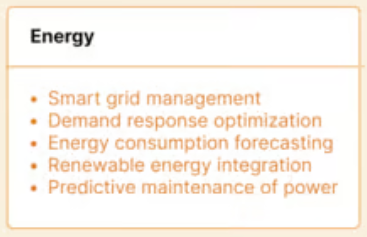 Energy
• Smart grid management
• Demand response optimization
• Energy consumption forecasting
• Renewable energy integration
• Predictive maintenance of power